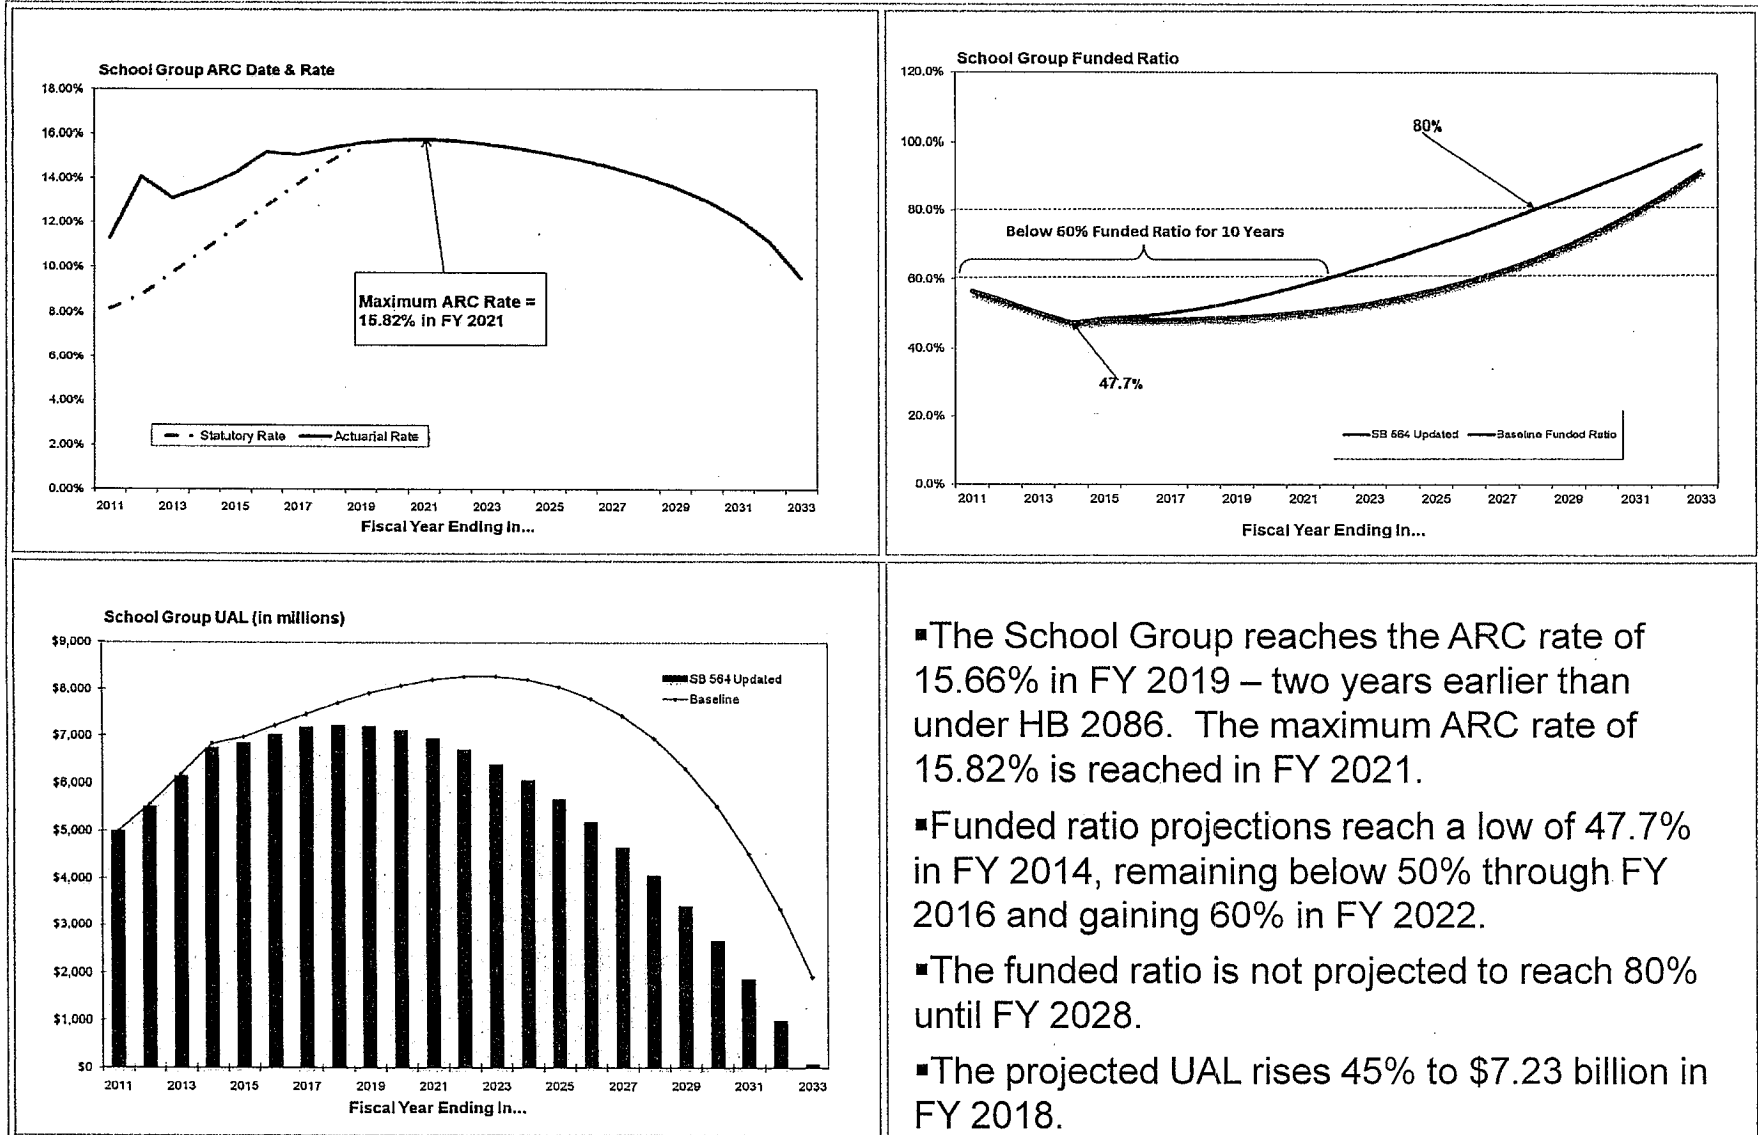 School Group ARC Date & Rate
18.00%
16.00%
14.00%
12.00%
10.00%
8.00%
6.00%
4.00%
2.00%
0.00%
Maximum ARC Rate =
15.82% in FY 2021
Statutory Rate Actuarial Rate
2011 2013 2015 2017 2019 2021 2023 2025 2027 2029 2031 2033
Fiscal Year Ending In...
School Group Funded Ratio
120.0%
100.0%
80.0%
60.0%
40.0%
20.0%
0.0%
80%
Below 60% Funded Ratio for 10 Years
47.7%
SB 564 Updated Baseline Funded Ratio
2011 2013 2015 2017 2019 2021 2023 2025 2027 2029 2031 2033
Fiscal Year Ending In...
School Group UAL (in millions)
$9,000
$8,000
$7,000
$6,000
$5,000
$4,000
$3,000
$2,000
$1,000
$0
SB 564 Updated
Baseline
2011 2013 2015 2017 2019 2021 2023 2025 2027 2029 2031 2033
Fiscal Year Ending In...
▪The School Group reaches the ARC rate of
15.66% in FY 2019 – two years earlier than
under HB 2086. The maximum ARC rate of
15.82% is reached in FY 2021.
▪Funded ratio projections reach a low of 47.7%
in FY 2014, remaining below 50% through FY
2016 and gaining 60% in FY 2022.
▪The funded ratio is not projected to reach 80%
until FY 2028.
▪The projected UAL rises 45% to $7.23 billion in
FY 2018.